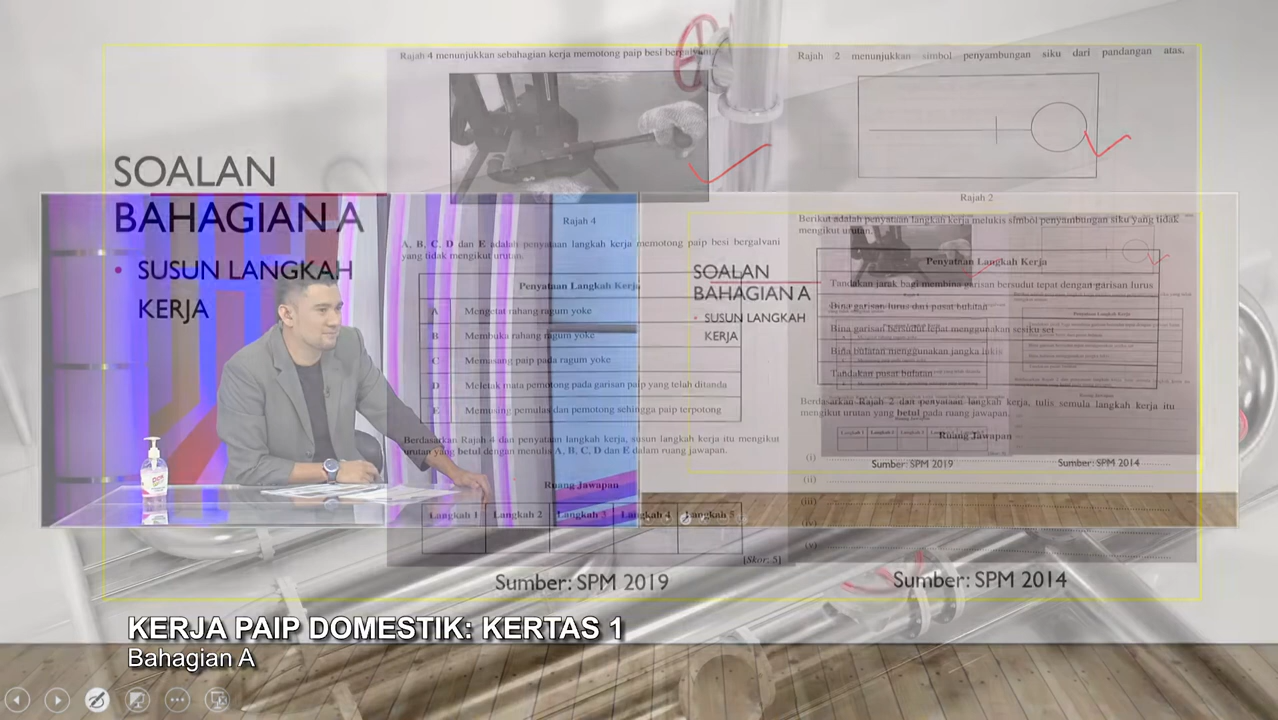 SOALAN
BAHAGIAN A
• SUSUN LANGKAH
KERJA
Rajah 4 menunjukkan sebahagian kerja memotong paip besi bergalvani.
Rajah 4
A, B, C, D dan E adalah penyataan langkah kerja memotong paip besi bergalvani
yang tidak mengikut urutan.
Penyataan Langkah Kerja
A Mengetat rahang ragum yoke
B Membuka rahang ragum yoke
C Memasang paip pada ragum yoke
D Meletak mata pemotong pada garisan paip yang telah ditanda
E Memusing pemulas dan pemotong sehingga paip terpotong
Berdasarkan Rajah 4 dan penyataan langkah kerja, susun langkah kerja itu mengikut
urutan yang betul dengan menulis A, B, C, D dan E dalam ruang jawapan.
Ruang Jawapan
Langkah 1 Langkah 2 Langkah 3 Langkah 4 Langkah 5
[Skor: 5]
Sumber: SPM 2019
Rajah 2 menunjukkan simbol penyambungan siku dari pandangan atas.
Rajah 2
Berikut adalah penyataan langkah kerja melukis simbol penyambungan siku yang tidak
mengikut urutan.
Penyataan Langkah Kerja
Tandakan jarak bagi membina garisan bersudut tepat dengan garisan lurus
Bina garisan lurus dari pusat bulatan
Bina garisan bersudut tepat menggunakan sesiku set
Bina bulatan menggunakan jangka lukis
Tandakan pusat bulatan
Berdasarkan Rajah 2 dan penyataan langkah kerja, tulis semula langkah kerja itu
mengikut urutan yang betul pada ruang jawapan.
Ruang Jawapan
(i)
(ii)
(iii)
(iv)
(v)
Sumber: SPM 2014
SOALAN
BAHAGIAN A
• SUSUN LANGKAH
KERJA
Sumber: SPM 2019
Sumber: SPM 2014
KERJA PAIP DOMESTIK: KERTAS 1
Bahagian A